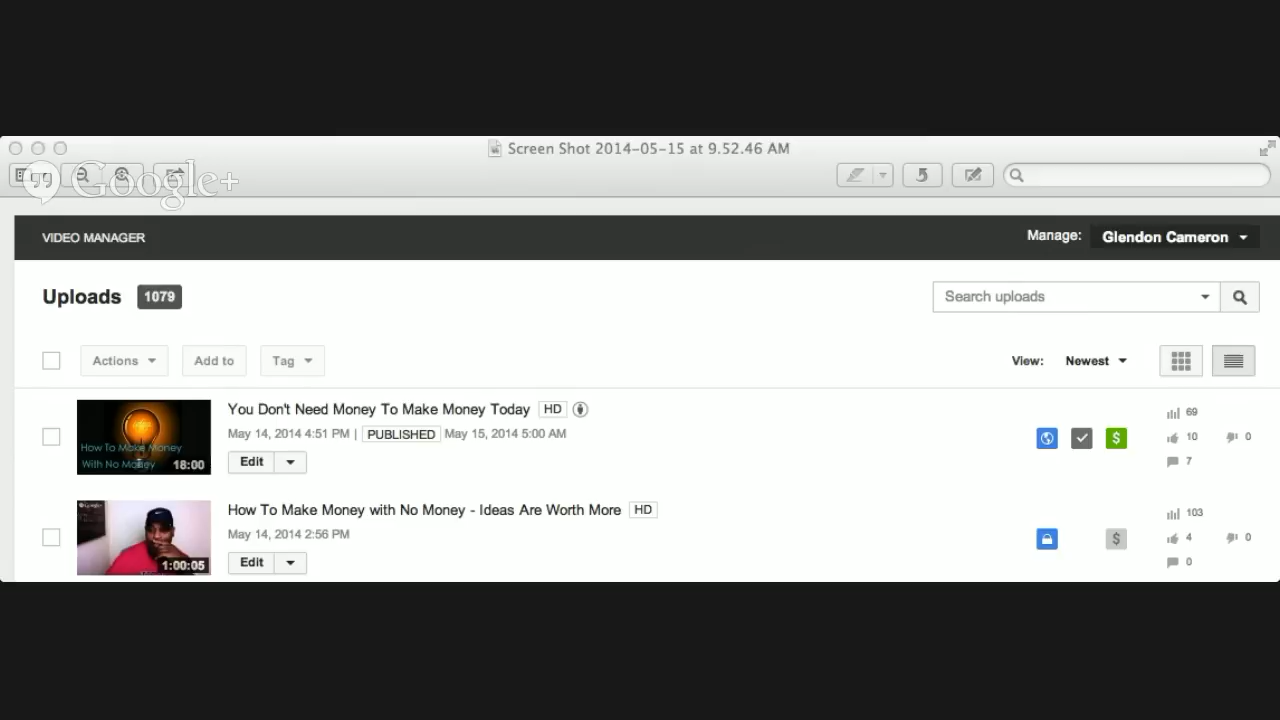 Screen Shot 2014-05-15 at 9.52.46 AM
Google+
VIDEO MANAGER
Manage: Glendon Cameron
Uploads 1079
Search uploads
Actions Add to Tag
View: Newest
You Don't Need Money To Make Money Today HD
May 14, 2014 4:51 PM | PUBLISHED May 15, 2014 5:00 AM
How To Make Money
With No Money 18:00
Edit
$
69
10 0
7
How To Make Money with No Money - Ideas Are Worth More HD
May 14, 2014 2:56 PM
1:00:05
Edit
$
103
4 0
0